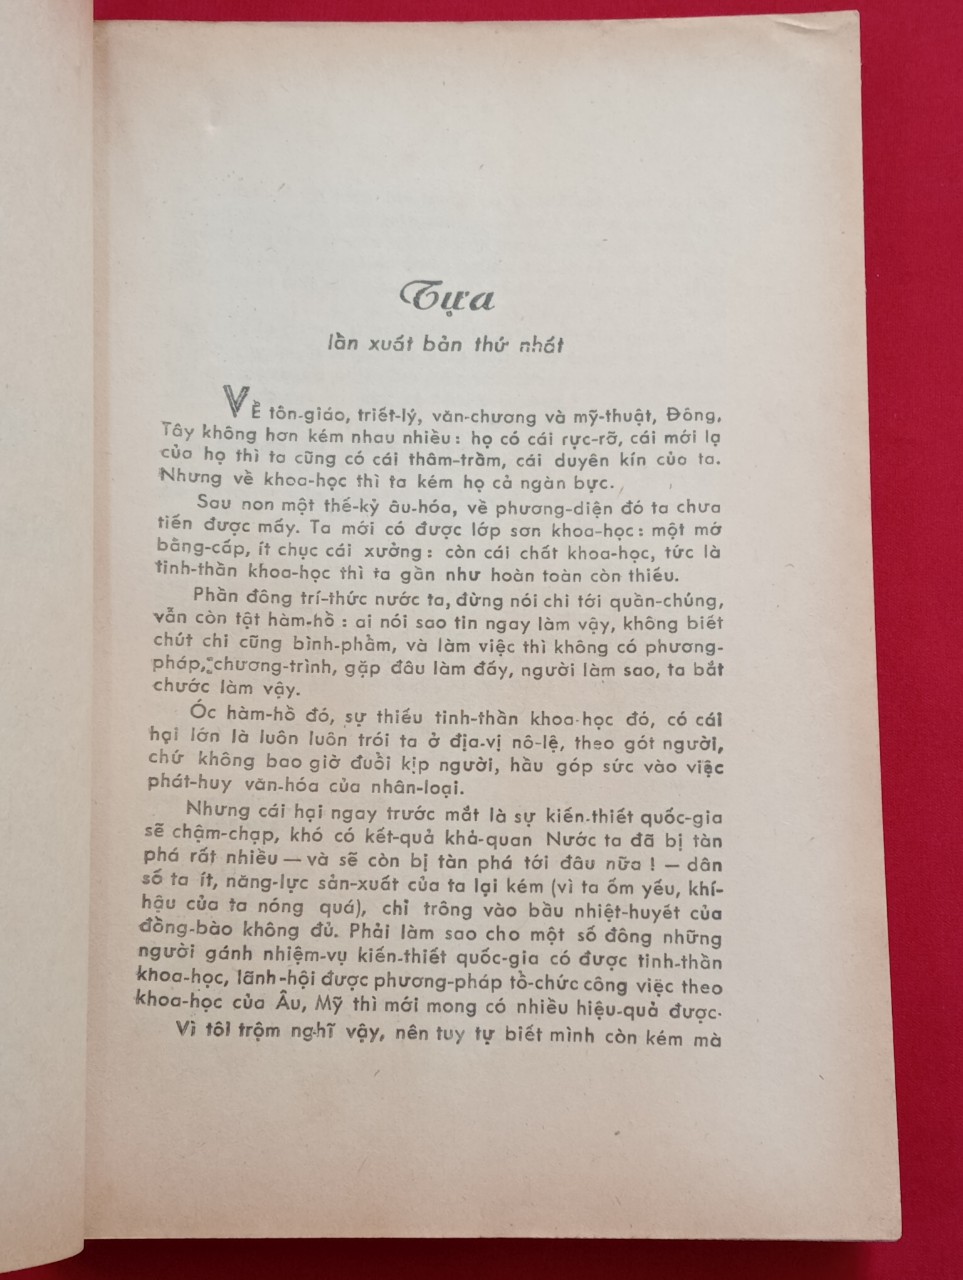 Tựa
lần xuất bản thứ nhất
VỀ tôn-giáo, triết-lý, văn-chương và mỹ-thuật, Đông,
Tây không hơn kém nhau nhiều : họ có cái rực-rỡ, cái mới lạ
của họ thì ta cũng có cái thâm-trầm, cái duyên kín của ta.
Nhưng về khoa-học thì ta kém họ cả ngàn bực.
Sau non một thế-kỷ âu-hóa, về phương-diện đó ta chưa
tiến được mấy. Ta mới có được lớp sơn khoa-học : một mớ
bằng-cấp, ít chục cái xưởng : còn cái chất khoa-học, tức là
tinh-thần khoa-học thì ta gần như hoàn toàn còn thiếu.
Phần đông trí-thức nước ta, đừng nói chi tới quần-chúng,
vẫn còn tật hàm-hồ : ai nói sao tin ngay làm vậy, không biết
chút chi cũng bình-phẩm, và làm việc thì không có phương-
pháp, chương-trình, gặp đâu làm đấy, người làm sao, ta bắt
chước làm vậy.
Óc hàm-hồ đó, sự thiếu tinh-thần khoa-học đó, có cái
hại lớn là luôn luôn trói ta ở địa-vị nô-lệ, theo gót người,
chứ không bao giờ đuổi kịp người, hầu góp sức vào việc
phát-huy văn-hóa của nhân-loại.
Nhưng cái hại ngay trước mắt là sự kiến-thiết quốc-gia
sẽ chậm-chạp, khó có kết-quả khả-quan Nước ta đã bị tàn
phá rất nhiều — và sẽ còn bị tàn phá tới đâu nữa ! — dân
số ta ít, năng-lực sản-xuất của ta lại kém (vì ta ốm yếu, khí-
hậu của ta nóng quá), chỉ trông vào bầu nhiệt-huyết của
đồng-bào không đủ. Phải làm sao cho một số đông những
người gánh nhiệm-vụ kiến-thiết quốc-gia có được tinh-thần
khoa-học, lãnh-hội được phương-pháp tổ-chức công việc theo
khoa-học của Âu, Mỹ thì mới mong có nhiều hiệu-quả được.
Vì tôi trộm nghĩ vậy, nên tuy tự biết mình còn kém mà